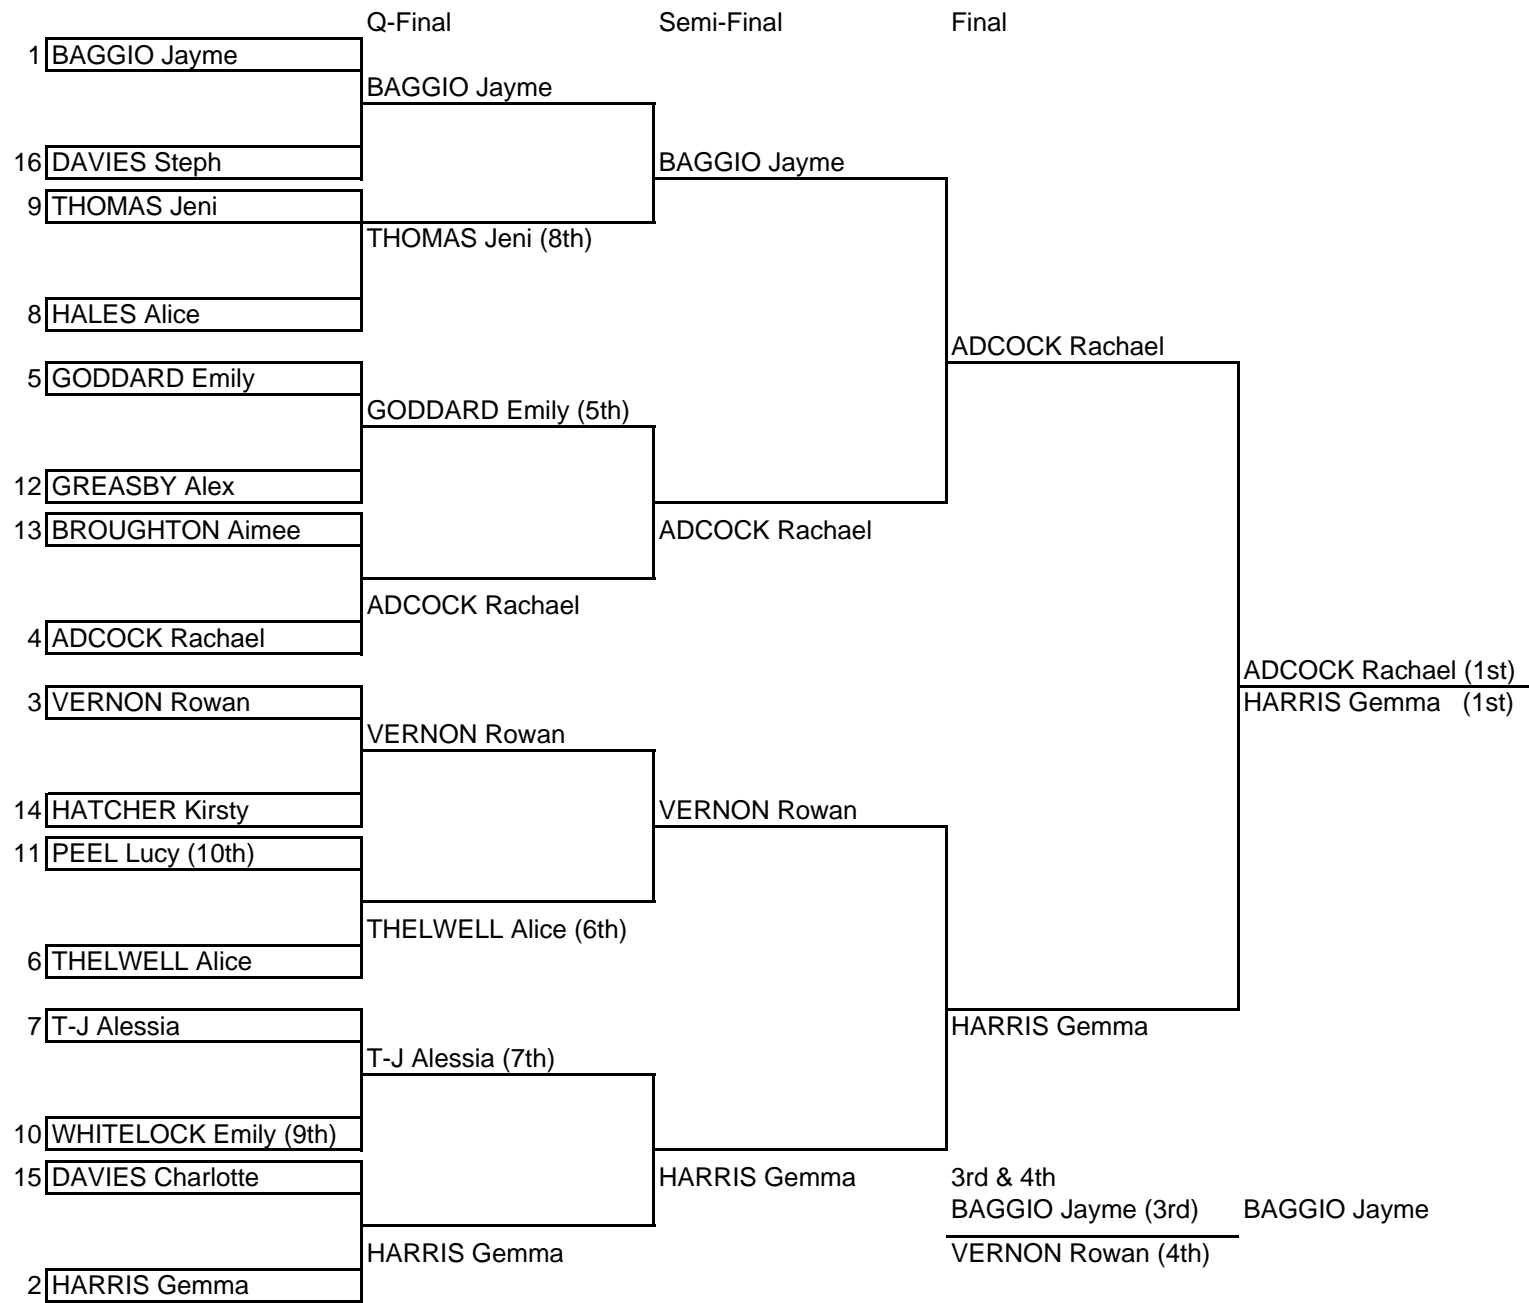 Q-Final Semi-Final Final
1 BAGGIO Jayme
BAGGIO Jayme
16 DAVIES Steph BAGGIO Jayme
9 THOMAS Jeni
THOMAS Jeni (8th)
8 HALES Alice
ADCOCK Rachael
5 GODDARD Emily
GODDARD Emily (5th)
12 GREASBY Alex
13 BROUGHTON Aimee ADCOCK Rachael
ADCOCK Rachael
4 ADCOCK Rachael
ADCOCK Rachael (1st)
3 VERNON Rowan HARRIS Gemma (1st)
VERNON Rowan
14 HATCHER Kirsty VERNON Rowan
11 PEEL Lucy (10th)
THELWELL Alice (6th)
6 THELWELL Alice
7 T-J Alessia HARRIS Gemma
T-J Alessia (7th)
10 WHITELOCK Emily (9th)
15 DAVIES Charlotte HARRIS Gemma 3rd & 4th
BAGGIO Jayme (3rd) BAGGIO Jayme
HARRIS Gemma VERNON Rowan (4th)
2 HARRIS Gemma